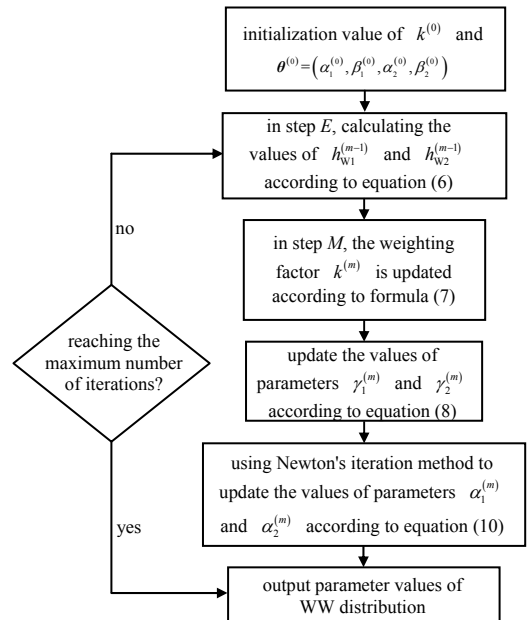 initialization value of k^(0) and
θ^(0)=(α_1^(0), β_1^(0), α_2^(0), β_2^(0))
in step E, calculating the
values of h_W1^(m−1) and h_W2^(m−1)
according to equation (6)
no
in step M, the weighting
factor k^(m) is updated
according to formula (7)
reaching the
maximum number
of iterations?
update the values of
parameters γ_1^(m) and γ_2^(m)
according to equation (8)
using Newton's iteration method to
update the values of parameters α_1^(m)
and α_2^(m) according to equation (10)
yes
output parameter values of
WW distribution